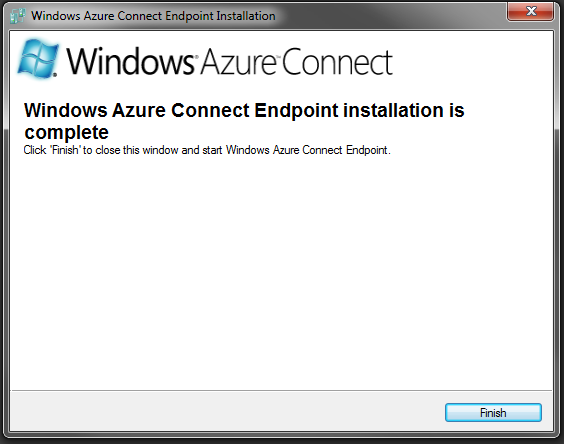 Windows Azure Connect Endpoint Installation
Windows® Azure™ Connect
Windows Azure Connect Endpoint installation is
complete
Click 'Finish' to close this window and start Windows Azure Connect Endpoint.
Finish